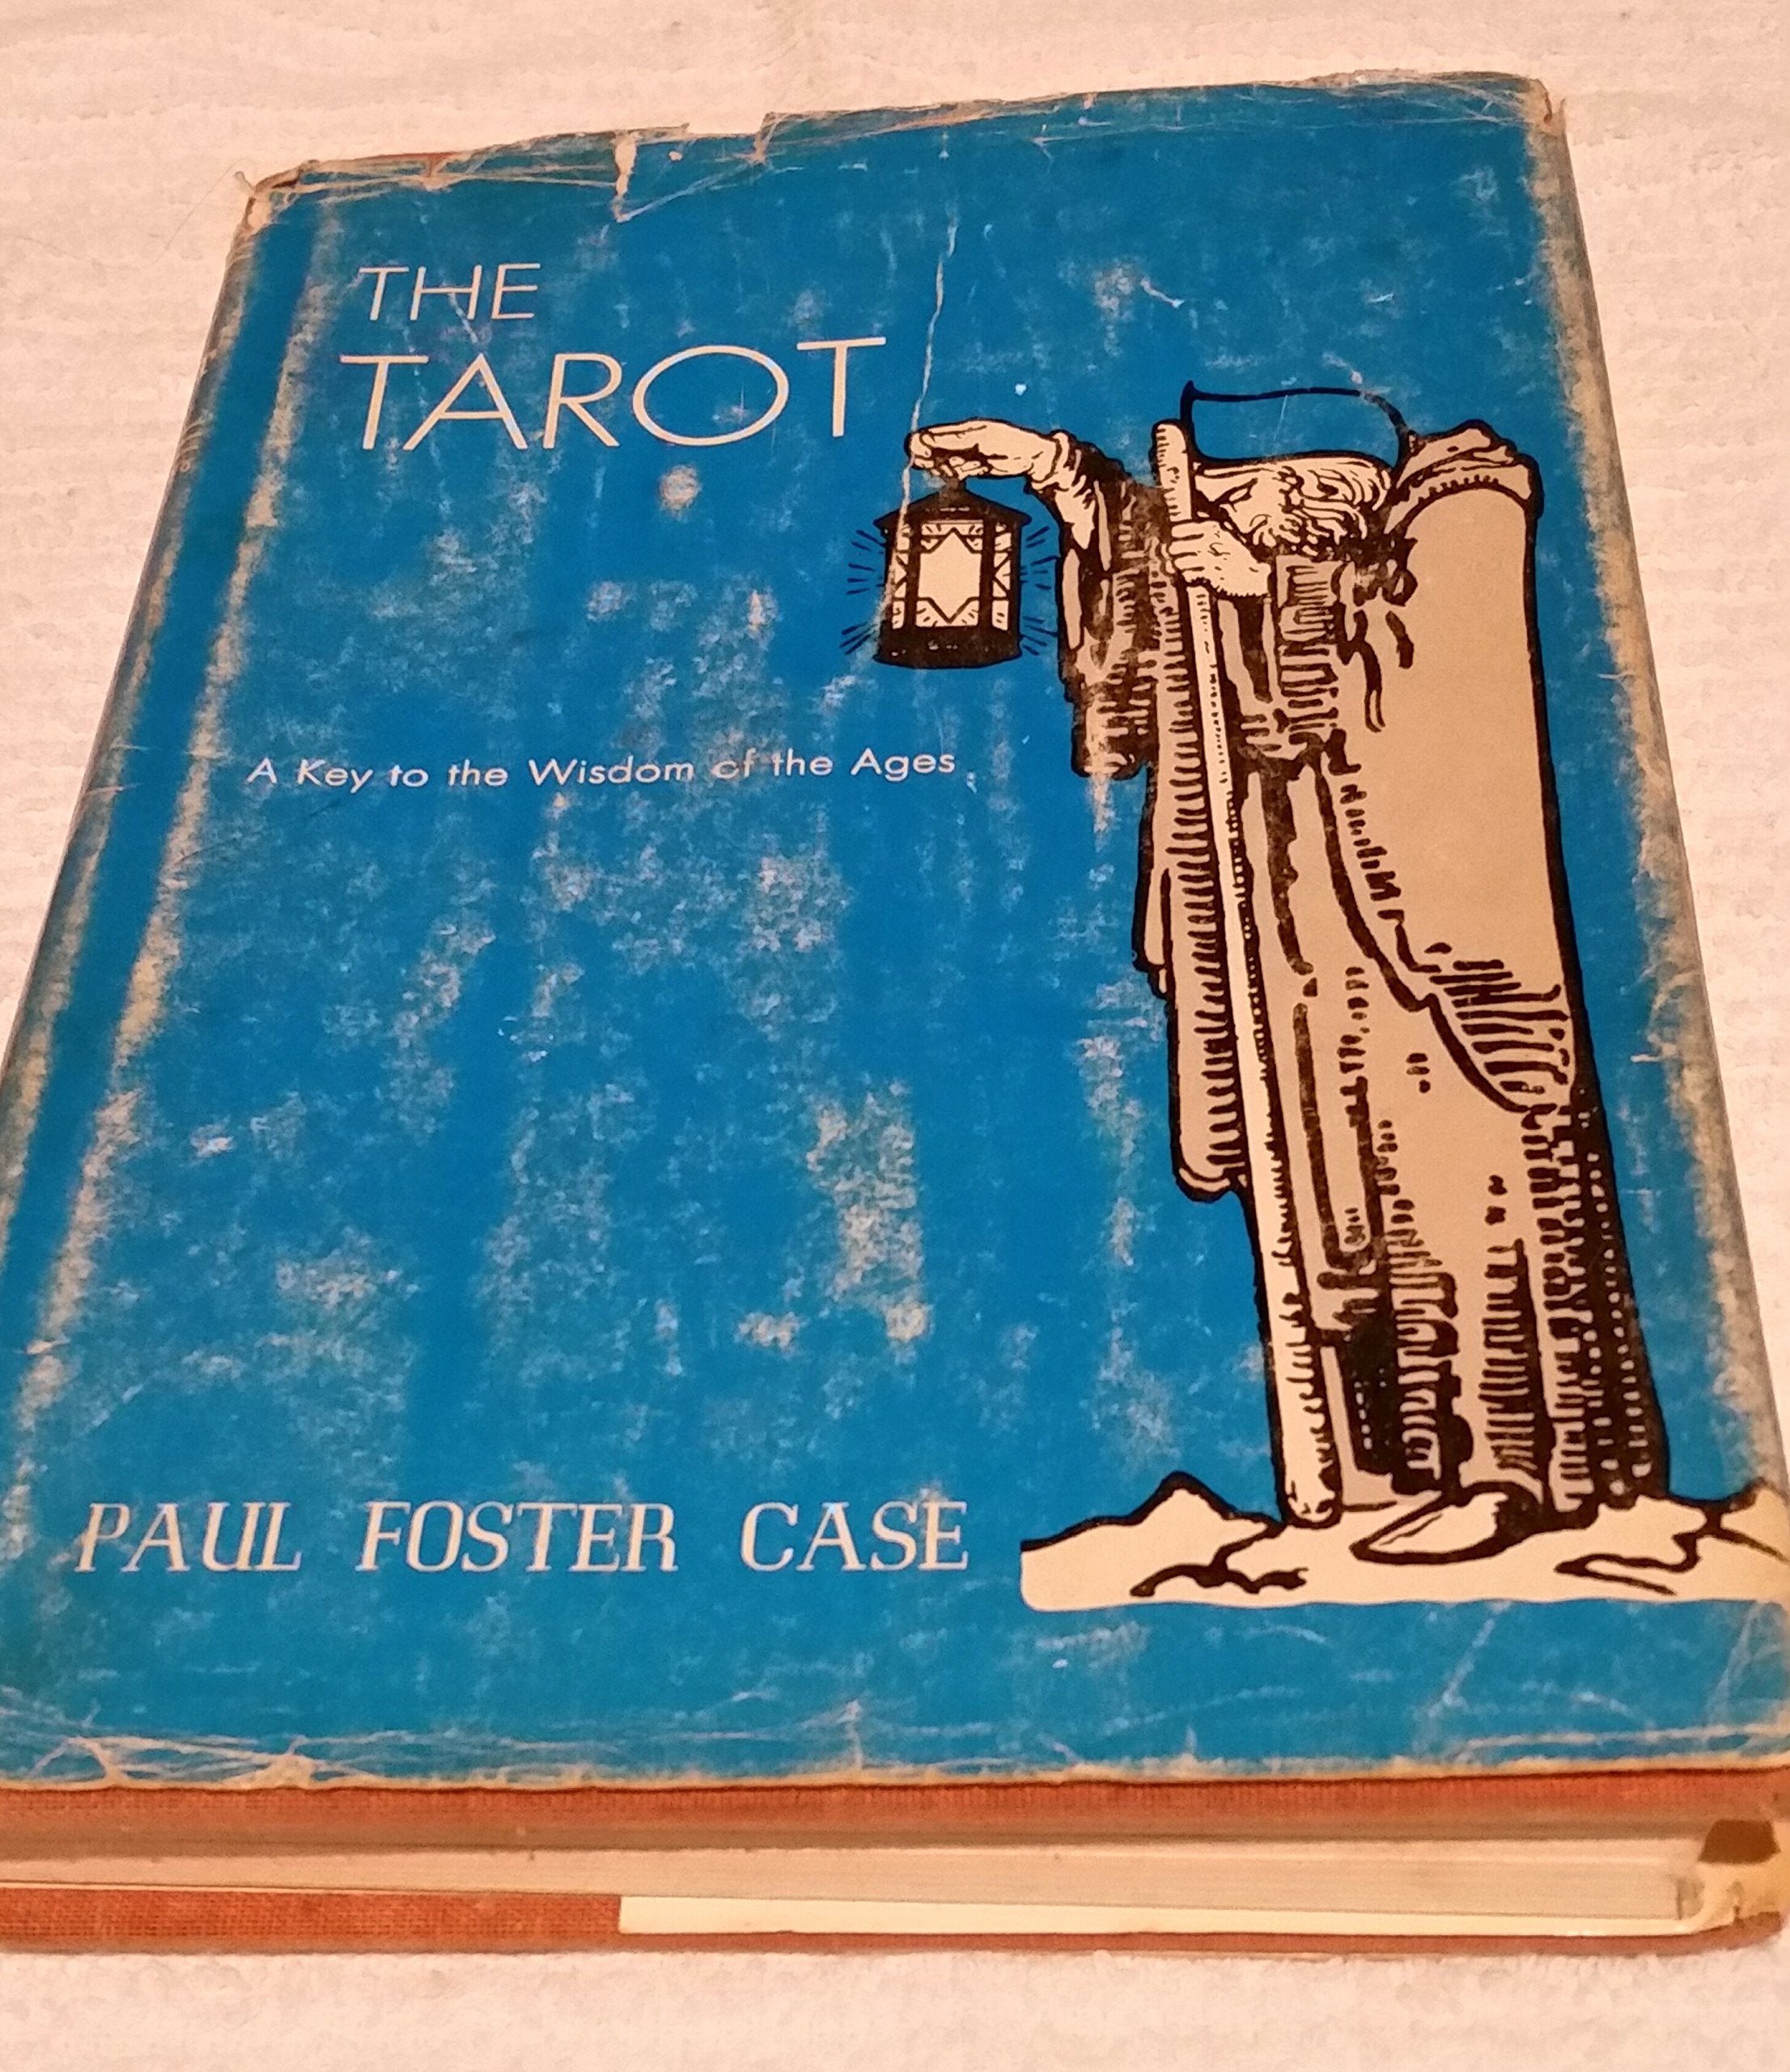 THE
TAROT
A Key to the Wisdom of the Ages
PAUL FOSTER CASE